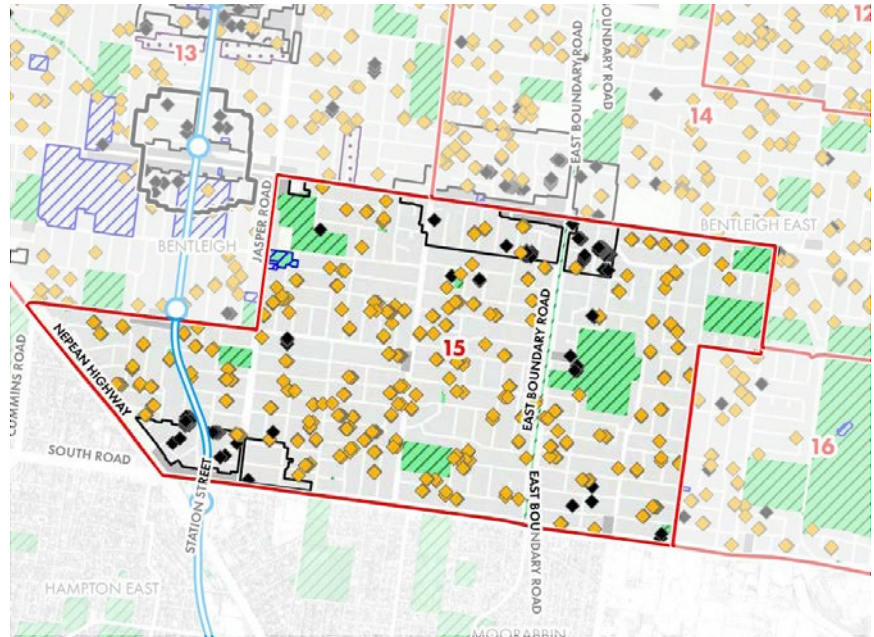 12
13
EAST BOUNDARY ROAD
BOUNDARY ROAD
14
JASPER ROAD
BENTLEIGH
BENTLEIGH EAST
CUMMINS ROAD
NEPEAN HIGHWAY
EAST BOUNDARY ROAD
15
16
SOUTH ROAD
STATION STREET
EAST BOUNDARY ROAD
HAMPTON EAST
MOORABBIN